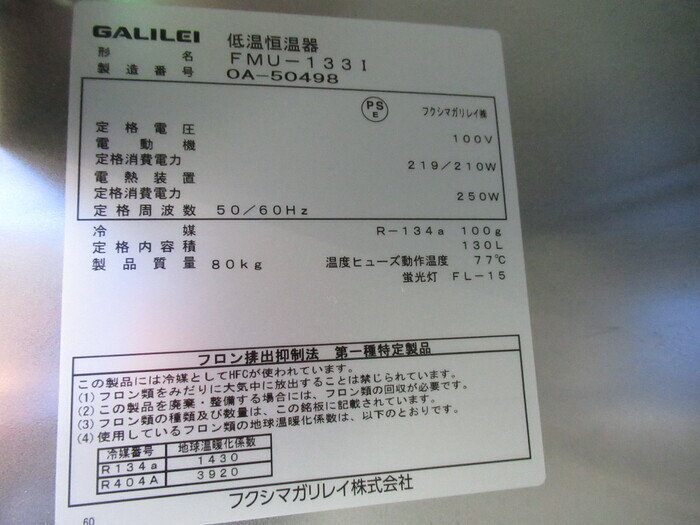 GALILEI 低温恒温器
形名 FMU-133I
製造番号 0A-50498
PS E フクシマガリレイ㈱
定格電圧 100V
電動機
定格消費電力 219/210W
電熱装置
定格消費電力 250W
定格周波数 50/60Hz
冷媒 R-134a 100g
定格内容積 130L
製品質量 80kg 温度ヒューズ動作温度 77℃
蛍光灯 FL-15
フロン排出抑制法 第一種特定製品
この製品には冷媒としてHFCが使われています。
(1) フロン類をみだりに大気中に放出することは禁じられています。
(2) この製品を廃棄・整備する場合には、フロン類の回収が必要です。
(3) フロン類の種類及び数量は、この銘板に記載されています。
(4) 使用しているフロン類の地球温暖化係数は、以下のとおりです。
冷媒番号 地球温暖化係数
R134a 1430
R404A 3920
フクシマガリレイ株式会社
60